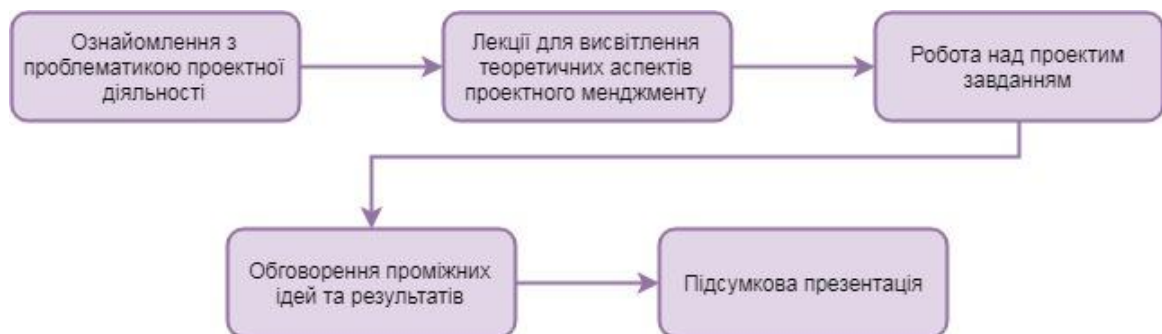 Ознайомлення з
проблематикою проектної
діяльності
Лекції для висвітлення
теоретичних аспектів
проектного менджменту
Робота над проектим
завданням
Обговорення проміжних
ідей та результатів
Підсумкова презентація